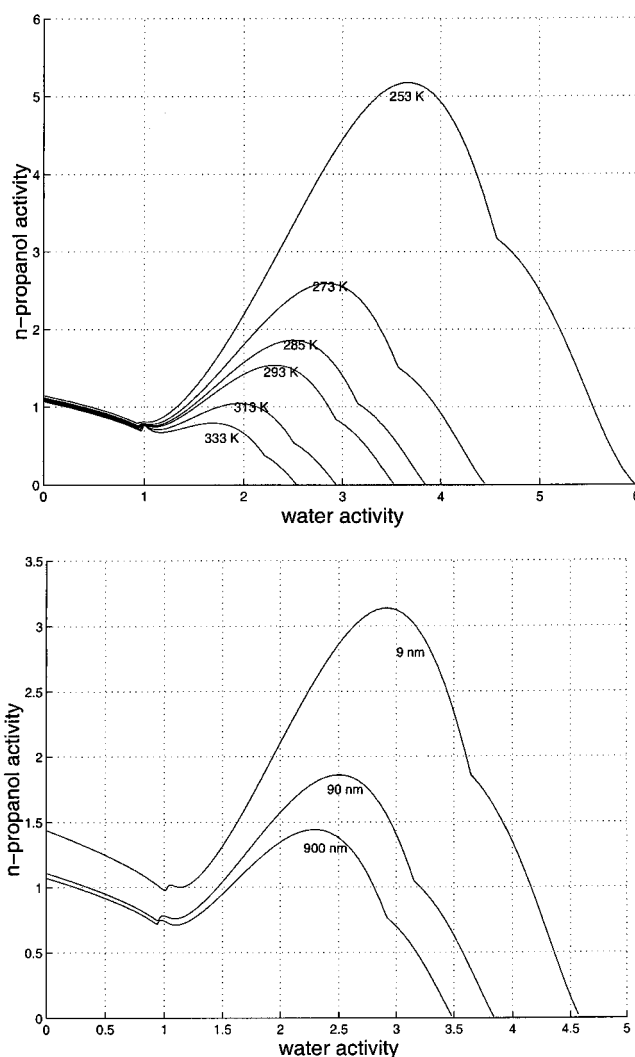 6
5
253 K
4
n-propanol activity
3
273 K
2
285 K
293 K
1
313 K
333 K
0
0 1 2 3 4 5 6
water activity
3.5
3
9 nm
2.5
n-propanol activity
2
90 nm
1.5
900 nm
1
0.5
0
0 0.5 1 1.5 2 2.5 3 3.5 4 4.5 5
water activity